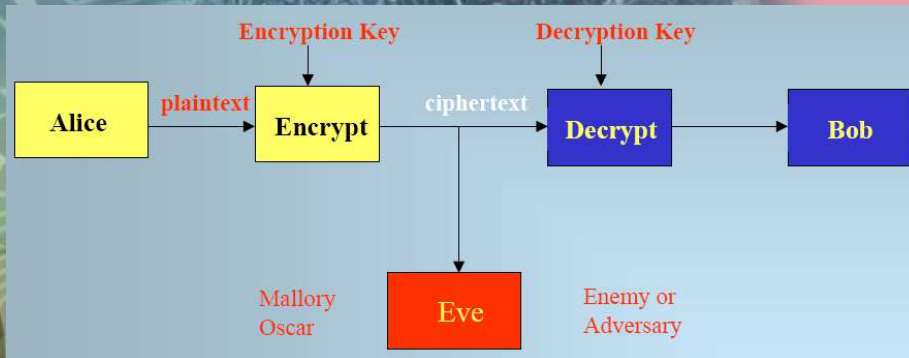 Encryption Key
Decryption Key
plaintext
ciphertext
Alice
Encrypt
Decrypt
Bob
Mallory
Oscar
Eve
Enemy or
Adversary